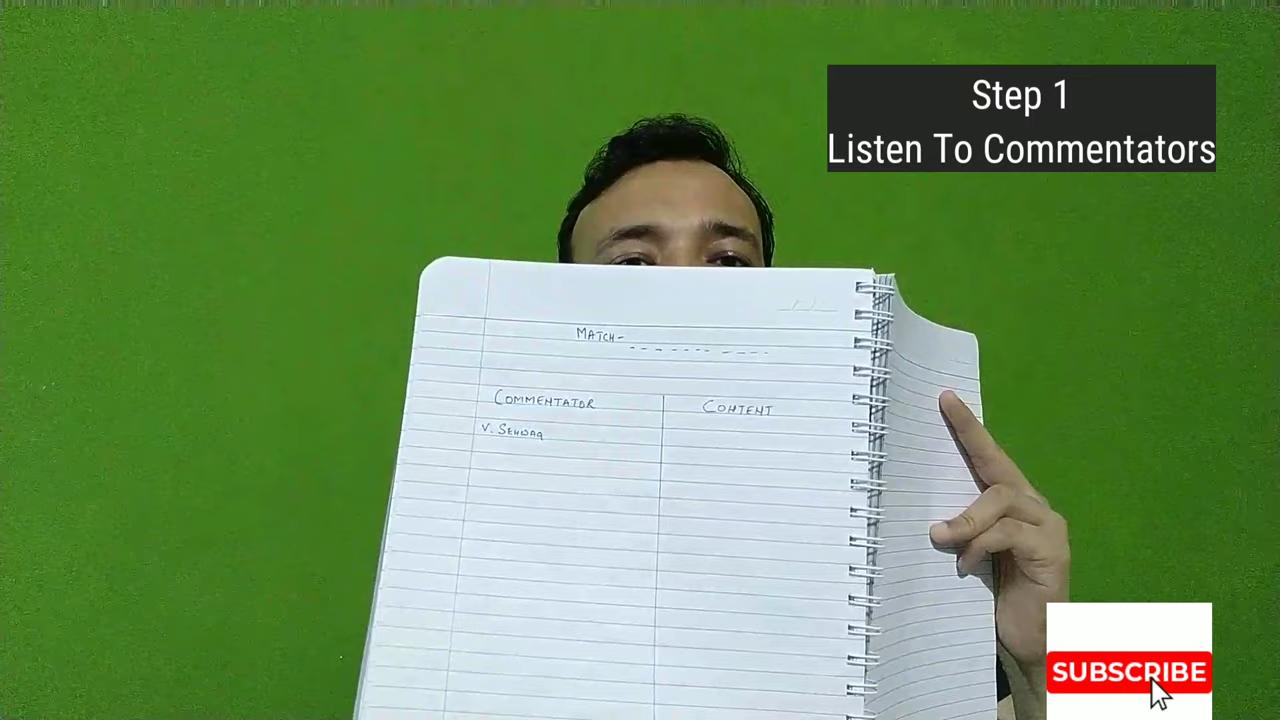 Step 1
Listen To Commentators
MATCH-
COMMENTATOR
CONTENT
V. SEHWAG
SUBSCRIBE